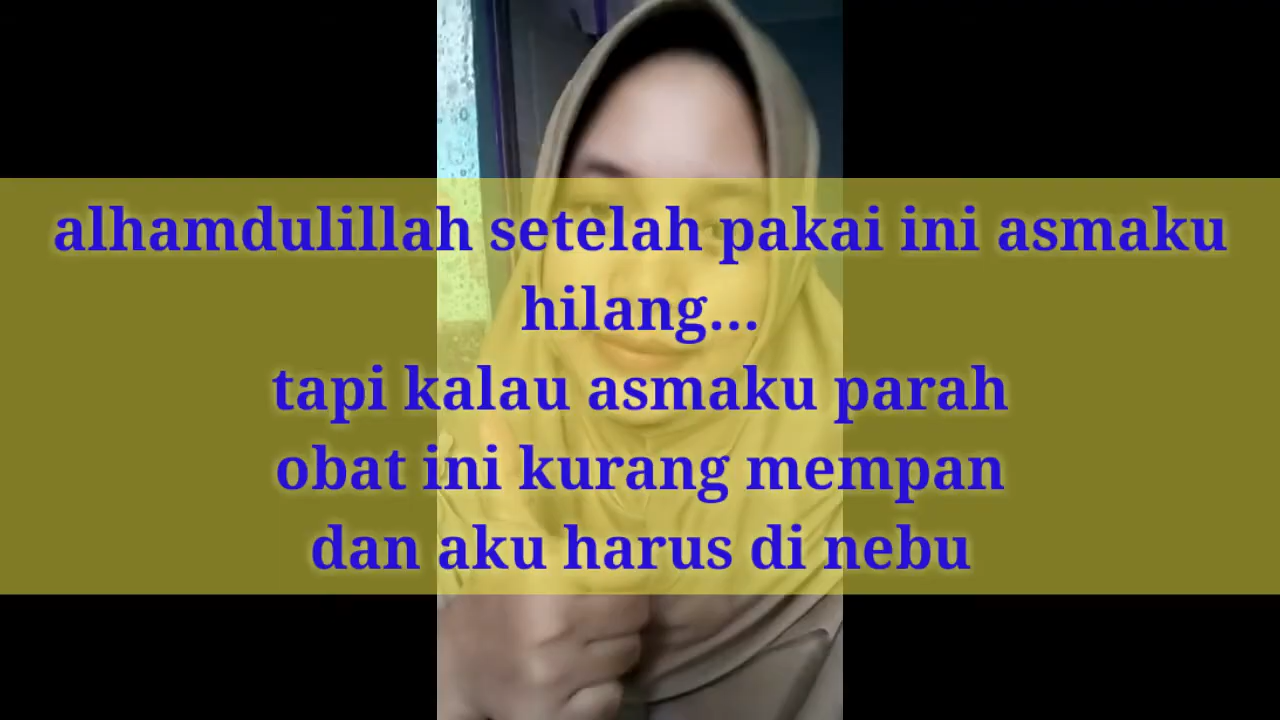 alhamdulillah setelah pakai ini asmaku
hilang...
tapi kalau asmaku parah
obat ini kurang mempan
dan aku harus di nebu